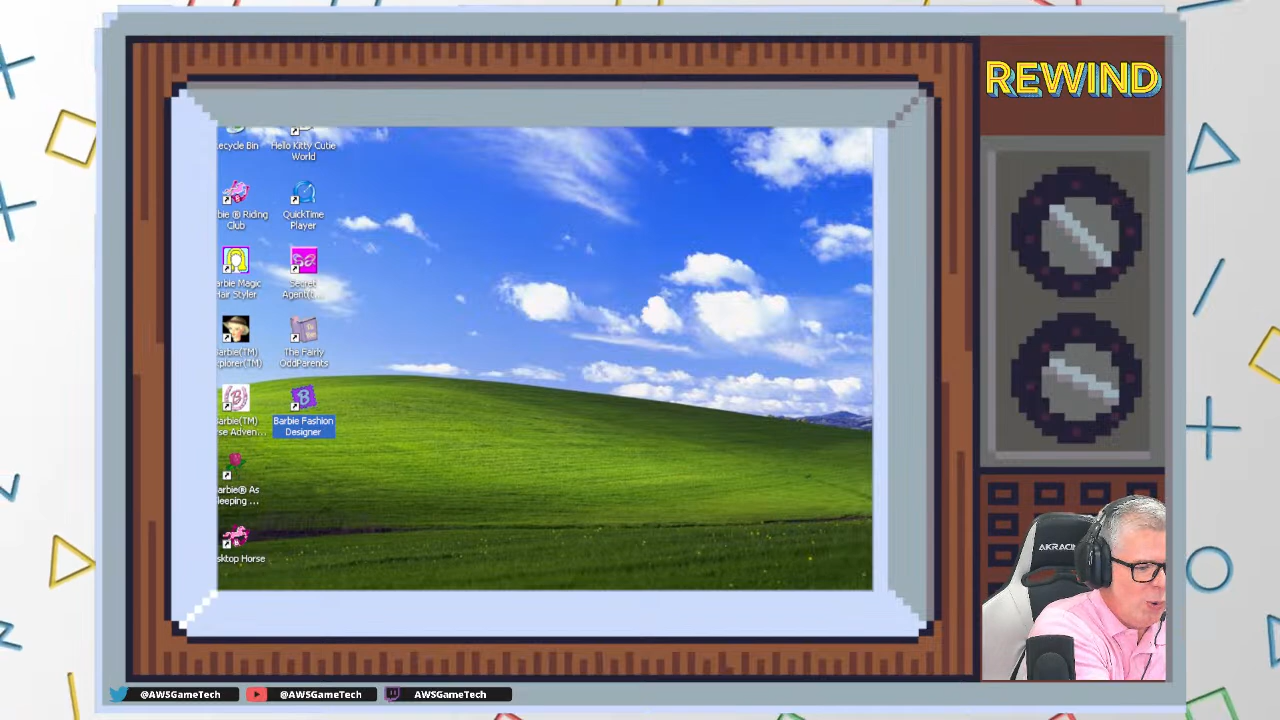 REWIND
ecycle Bin
Hello Kitty Cutie
World
bie ® Riding
Club
QuickTime
Player
arbie Magic
Hair Styler
Secret
Agent(...
arbie(TM)
xplorer(TM)
The Fairly
OddParents
arbie(TM)
rse Adven...
Barbie Fashion
Designer
arbie® As
leeping ...
sktop Horse
AKRACING
@AWSGameTech
@AWSGameTech
AWSGameTech